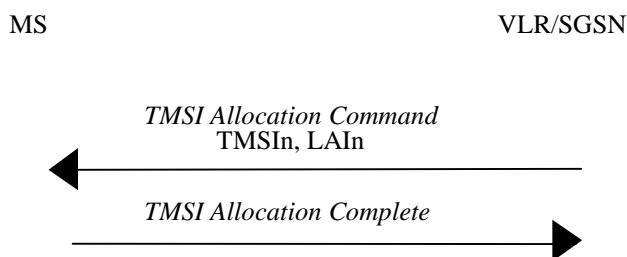 MS VLR/SGSN
TMSI Allocation Command
TMSIn, LAIn
TMSI Allocation Complete